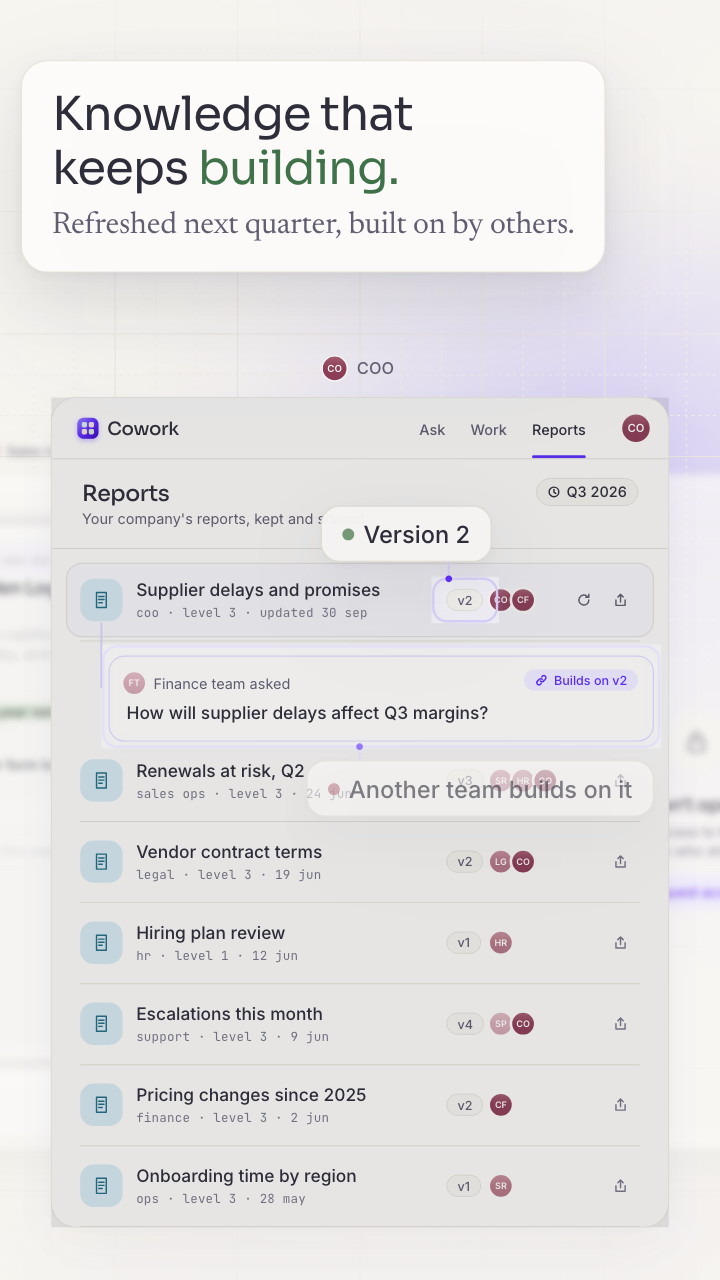 Knowledge that
keeps building.
Refreshed next quarter, built on by others.
CO COO
Cowork Ask Work Reports CO
Reports Q3 2026
Your company's reports, kept and
Version 2
Supplier delays and promises v2 CO CF
coo · level 3 · updated 30 sep
FT Finance team asked Builds on v2
How will supplier delays affect Q3 margins?
Renewals at risk, Q2 v3 SR HR
sales ops · level 3 · 24 jun
Another team builds on it
Vendor contract terms v2 LG CO
legal · level 3 · 19 jun
Hiring plan review v1 HR
hr · level 1 · 12 jun
Escalations this month v4 SP CO
support · level 3 · 9 jun
Pricing changes since 2025 v2 CF
finance · level 3 · 2 jun
Onboarding time by region v1 SR
ops · level 3 · 28 may